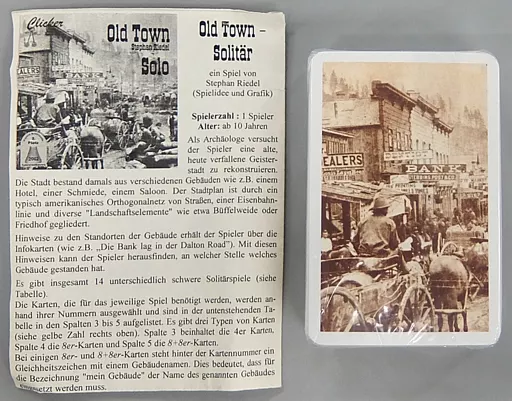 Clicker
Old Town
Stephan Riedel
Solo
ALERS
BANK
Old Town –
Solitär
ein Spiel von
Stephan Riedel
(Spielidee und Grafik)
Spielerzahl : 1 Spieler
Alter: ab 10 Jahren
Als Archäologe versucht
der Spieler eine alte,
heute verfallene Geister-
stadt zu rekonstruieren.
Die Stadt bestand damals aus verschiedenen Gebäuden wie z.B. einem
Hotel, einer Schmiede, einem Saloon. Der Stadtplan ist durch ein
typisch amerikanisches Orthogonalnetz von Straßen, einer Eisenbahn-
linie und diverse "Landschaftselemente" wie etwa Büffelweide oder
Friedhof gegliedert.
Hinweise zu den Standorten der Gebäude erhält der Spieler über die
Infokarten (wie z.B. „Die Bank lag in der Dalton Road"). Mit diesen
Hinweisen kann der Spieler herausfinden, an welcher Stelle welches
Gebäude gestanden hat.
Es gibt insgesamt 14 unterschiedlich schwere Solitärspiele (siehe
Tabelle).
Die Karten, die für das jeweilige Spiel benötigt werden, werden an-
hand ihrer Nummern ausgewählt und sind in der untenstehenden Ta-
belle in den Spalten 3 bis 5 aufgelistet. Es gibt drei Typen von Karten
(siehe gelbe Zahl rechts oben). Spalte 3 beinhaltet die 4er Karten,
Spalte 4 die 8er-Karten und Spalte 5 die 8+8er-Karten.
Bei einigen 8er- und 8+8er-Karten steht hinter der Kartennummer ein
Gleichheitszeichen mit einem Gebäudenamen. Dies bedeutet, dass für
die Bezeichnung "mein Gebäude" der Name des genannten Gebäudes
eingesetzt werden muss.
EALERS
BANK